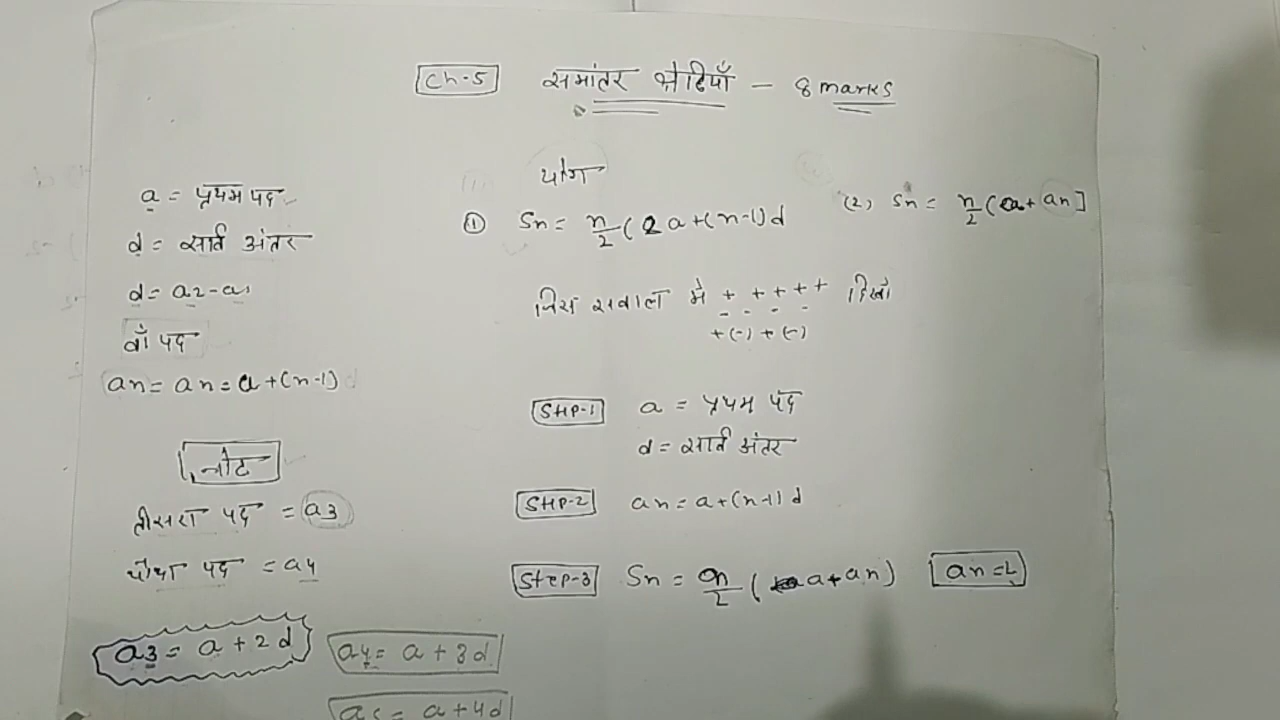 Ch-5 समांतर श्रेढियाँ — 8 marks
a = प्रथम पद
d = सार्व अंतर
d = a2-a1
वाँ पद
an = an = a+(n-1)d
नोट
तीसरा पद = a3
चौथा पद = a4
a3 = a + 2d
a4 = a + 3d
a5 = a + 4d
योग
(1) Sn = n/2 (2a+(n-1)d
(2) Sn = n/2 (a+an]
जिस सवाल में + + + + + दिखे
- - - -
+(-) + (-)
Step-1 a = प्रथम पद
d = सार्व अंतर
Step-2 an = a+(n-1)d
Step-3 Sn = n/2 (a+an) an = L